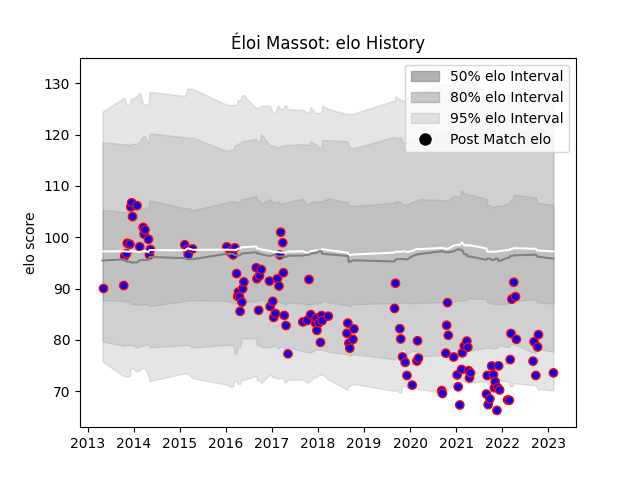 Éloi Massot: elo History
50% elo Interval
80% elo Interval
95% elo Interval
Post Match elo
elo score
130
120
110
100
90
80
70
2013 2014 2015 2016 2017 2018 2019 2020 2021 2022 2023